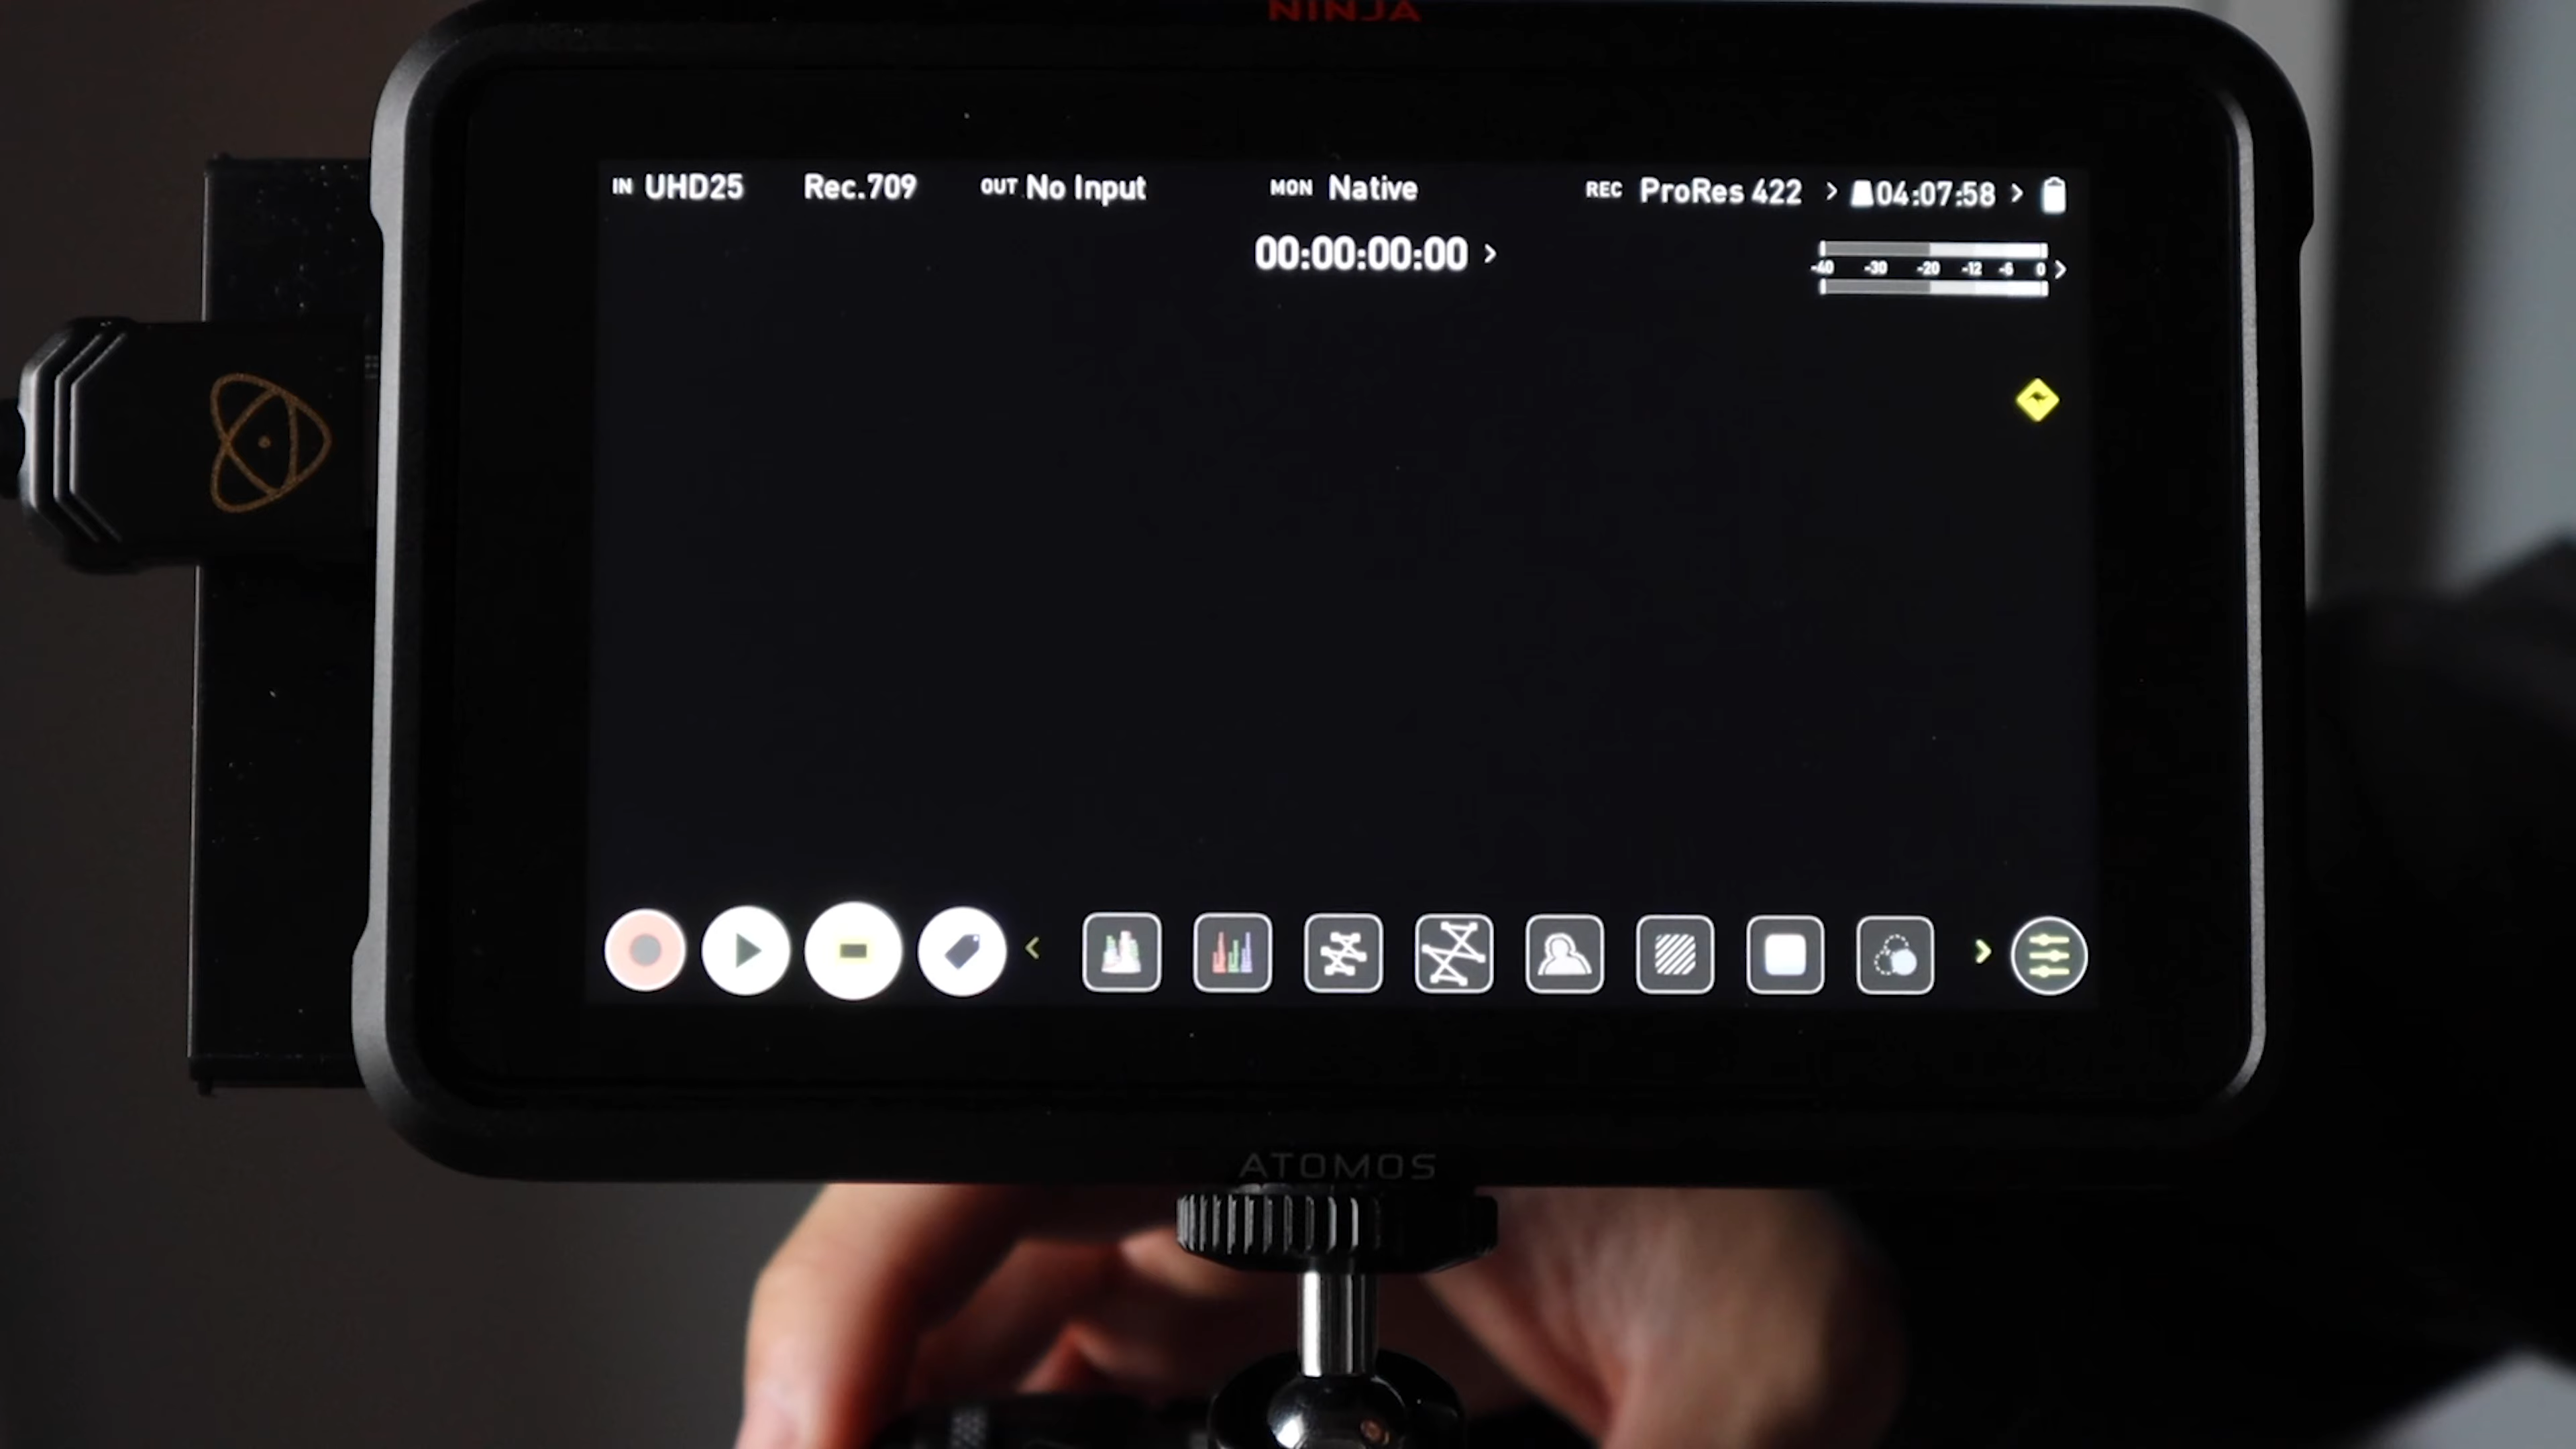 NINJA
IN UHD25 Rec.709 OUT No Input MON Native REC ProRes 422 > 04:07:58 >
00:00:00:00 >
-40 -30 -20 -12 -6 0 >
ATOMOS